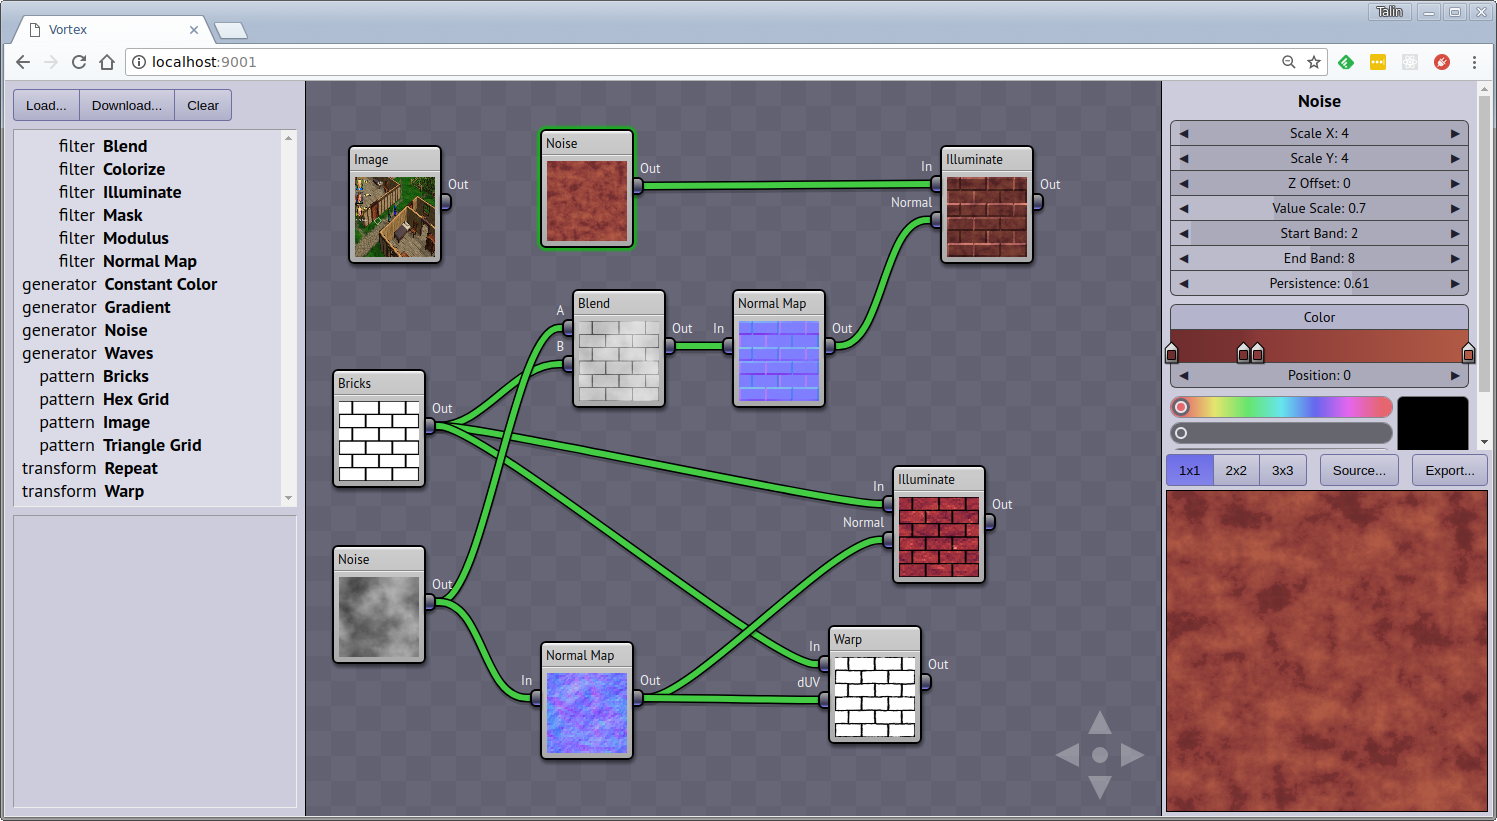 Talin
Vortex
localhost:9001
Load...
Download...
Clear
filter Blend
filter Colorize
filter Illuminate
filter Mask
filter Modulus
filter Normal Map
generator Constant Color
generator Gradient
generator Noise
generator Waves
pattern Bricks
pattern Hex Grid
pattern Image
pattern Triangle Grid
transform Repeat
transform Warp
Image
Out
Noise
Out
Illuminate
In
Normal
Out
Blend
A
B
Out
Normal Map
In
Out
Bricks
Out
Illuminate
In
Normal
Out
Noise
Out
Normal Map
In
Out
Warp
In
dUV
Out
Noise
Scale X: 4
Scale Y: 4
Z Offset: 0
Value Scale: 0.7
Start Band: 2
End Band: 8
Persistence: 0.61
Color
Position: 0
1x1
2x2
3x3
Source...
Export...